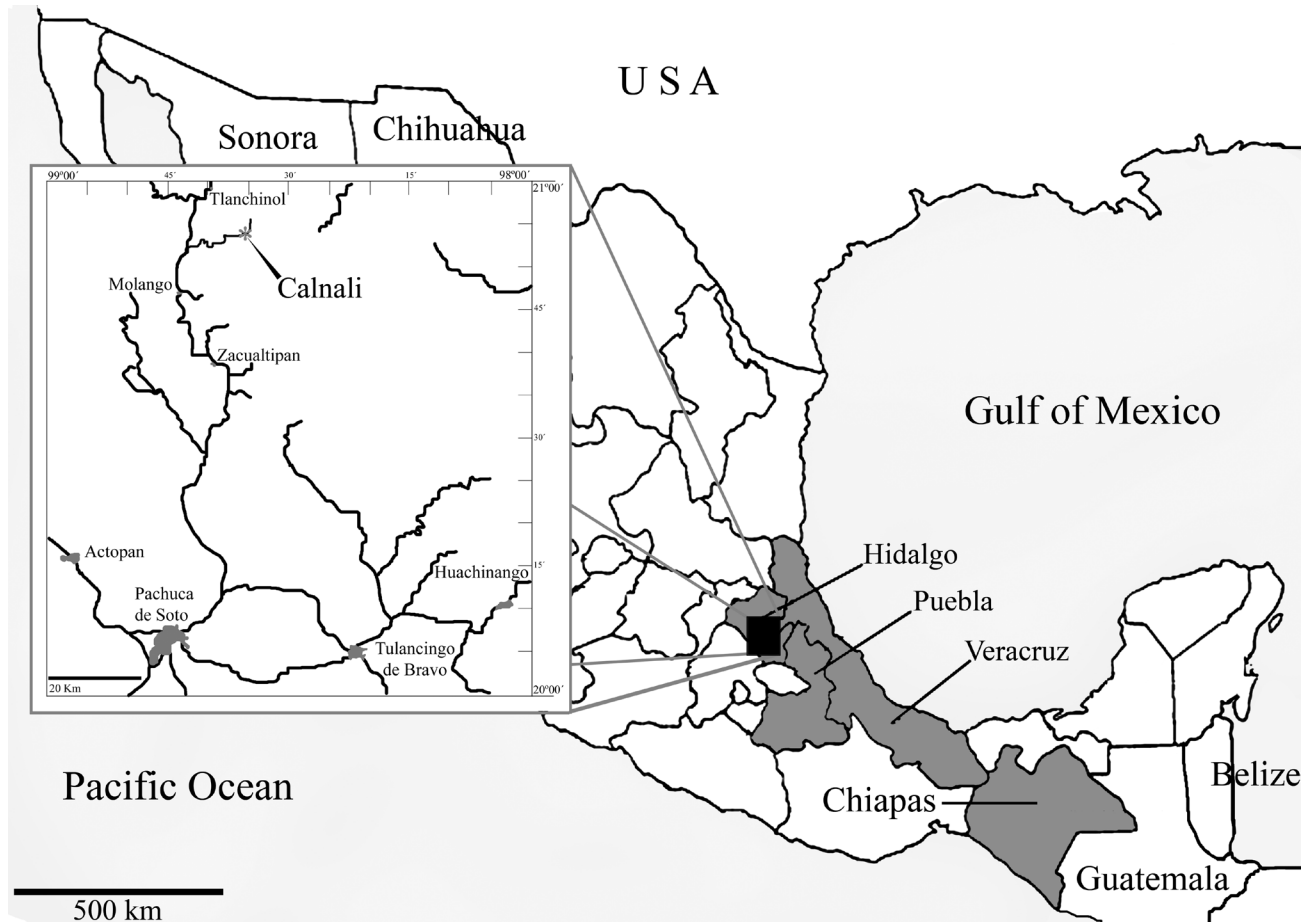 U S A
Sonora
Chihuahua
99°00´
45´
30´
15´
98°00´
21°00´
Tlanchinol
Calnali
Molango
45´
Zacualtipan
Gulf of Mexico
30´
Actopan
15´
Huachinango
Pachuca
de Soto
Tulancingo
de Bravo
20 Km
20°00´
Hidalgo
Puebla
Veracruz
Pacific Ocean
Chiapas
Belize
Guatemala
500 km